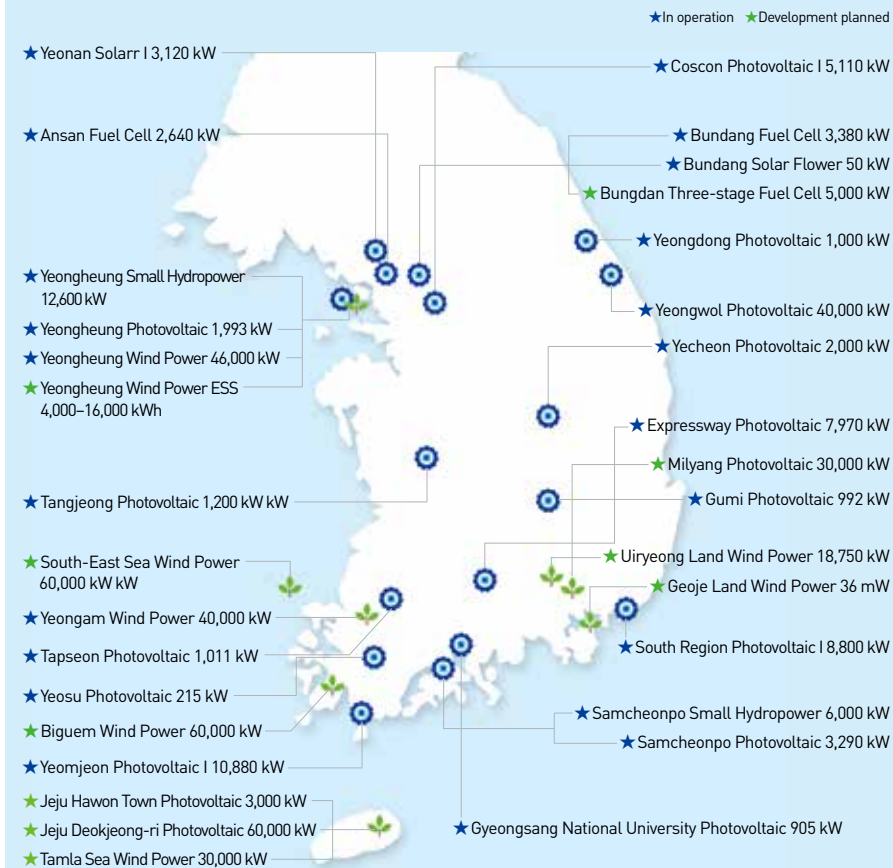 ★In operation ★Development planned
★Yeonan Solarr I 3,120 kW
★Coscon Photovoltaic I 5,110 kW
★Ansan Fuel Cell 2,640 kW
★Bundang Fuel Cell 3,380 kW
★Bundang Solar Flower 50 kW
★Bungdan Three-stage Fuel Cell 5,000 kW
★Yeongdong Photovoltaic 1,000 kW
★Yeongheung Small Hydropower
12,600 kW
★Yeongwol Photovoltaic 40,000 kW
★Yeongheung Photovoltaic 1,993 kW
★Yeongheung Wind Power 46,000 kW
★Yecheon Photovoltaic 2,000 kW
★Yeongheung Wind Power ESS
4,000–16,000 kWh
★Expressway Photovoltaic 7,970 kW
★Milyang Photovoltaic 30,000 kW
★Tangjeong Photovoltaic 1,200 kW kW
★Gumi Photovoltaic 992 kW
★South-East Sea Wind Power
60,000 kW kW
★Uiryeong Land Wind Power 18,750 kW
★Geoje Land Wind Power 36 mW
★Yeongam Wind Power 40,000 kW
★Tapseon Photovoltaic 1,011 kW
★South Region Photovoltaic I 8,800 kW
★Yeosu Photovoltaic 215 kW
★Biguem Wind Power 60,000 kW
★Samcheonpo Small Hydropower 6,000 kW
★Samcheonpo Photovoltaic 3,290 kW
★Yeomjeon Photovoltaic I 10,880 kW
★Jeju Hawon Town Photovoltaic 3,000 kW
★Jeju Deokjeong-ri Photovoltaic 60,000 kW
★Gyeongsang National University Photovoltaic 905 kW
★Tamla Sea Wind Power 30,000 kW